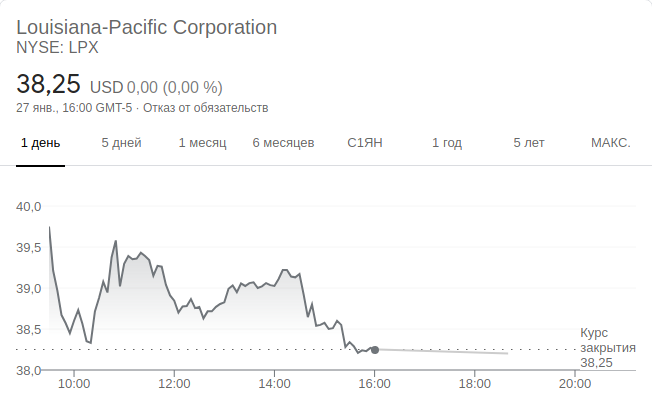 Louisiana-Pacific Corporation
NYSE: LPX
38,25 USD 0,00 (0,00 %)
27 янв., 16:00 GMT-5 · Отказ от обязательств
1 день 5 дней 1 месяц 6 месяцев С1ЯН 1 год 5 лет МАКС.
40,0
39,5
39,0
38,5
38,0
Курс
закрытия
38,25
10:00 12:00 14:00 16:00 18:00 20:00